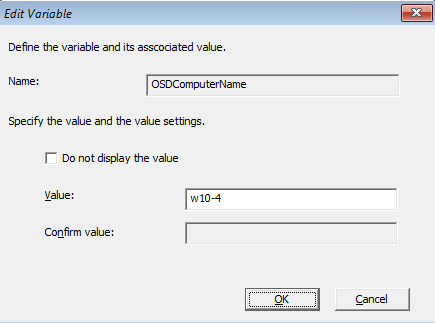 Edit Variable
Define the variable and its asscociated value.
Name: OSDComputerName
Specify the value and the value settings.
Do not display the value
Value: w10-4
Confirm value:
OK Cancel